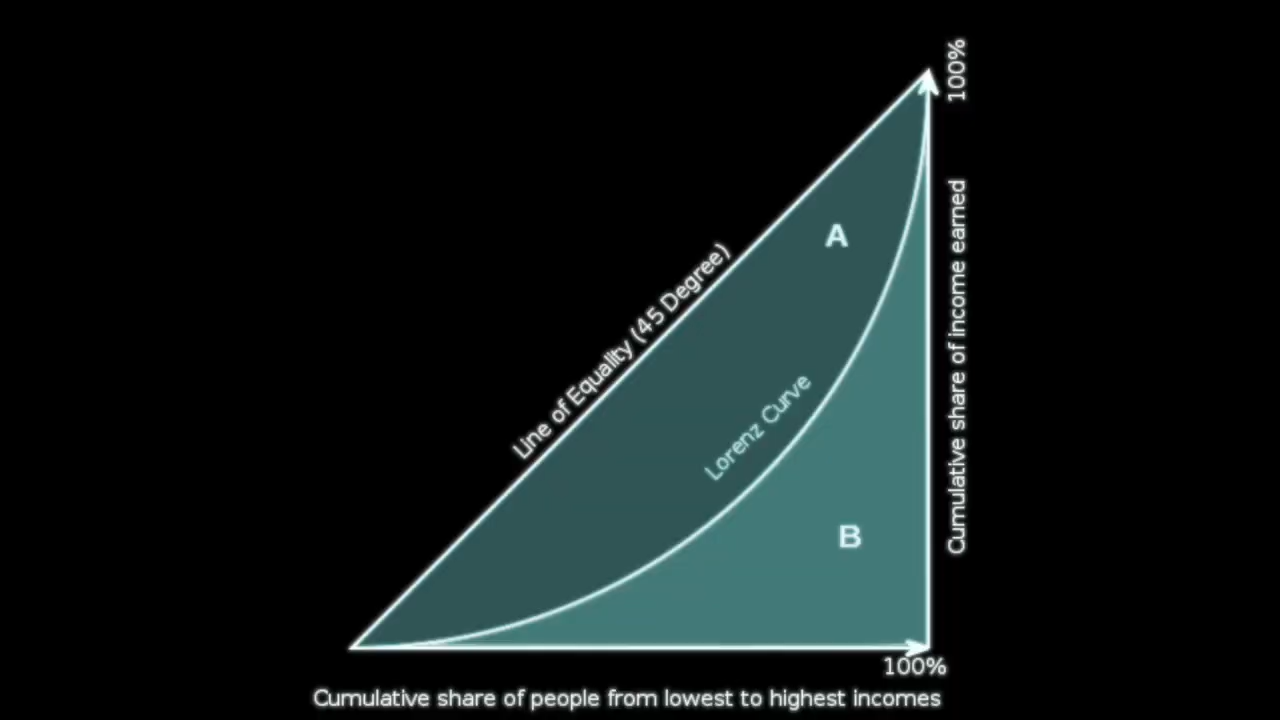 100%
Cumulative share of income earned
A
Line of Equality (45 Degree)
Lorenz Curve
B
100%
Cumulative share of people from lowest to highest incomes